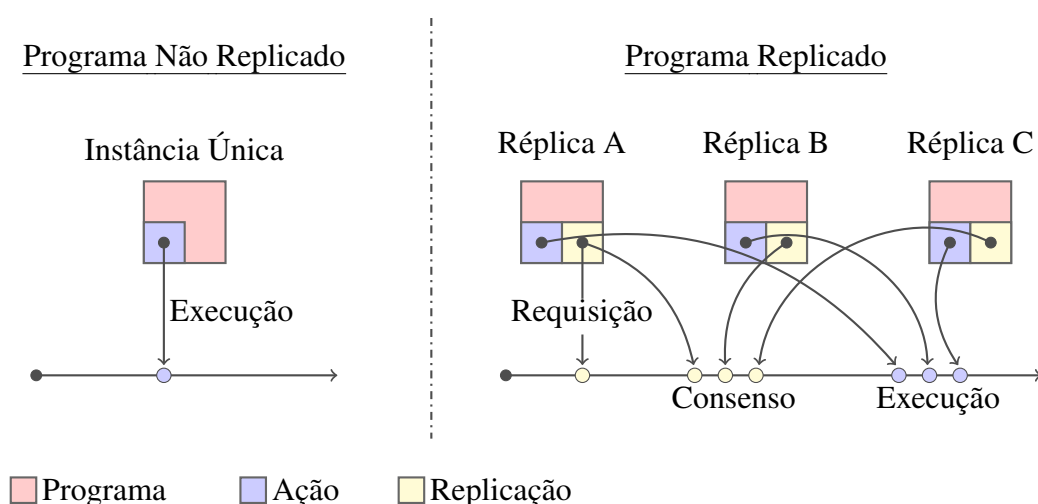 Programa Não Replicado
Programa Replicado
Instância Única
Réplica A
Réplica B
Réplica C
Execução
Requisição
Consenso
Execução
Programa
Ação
Replicação